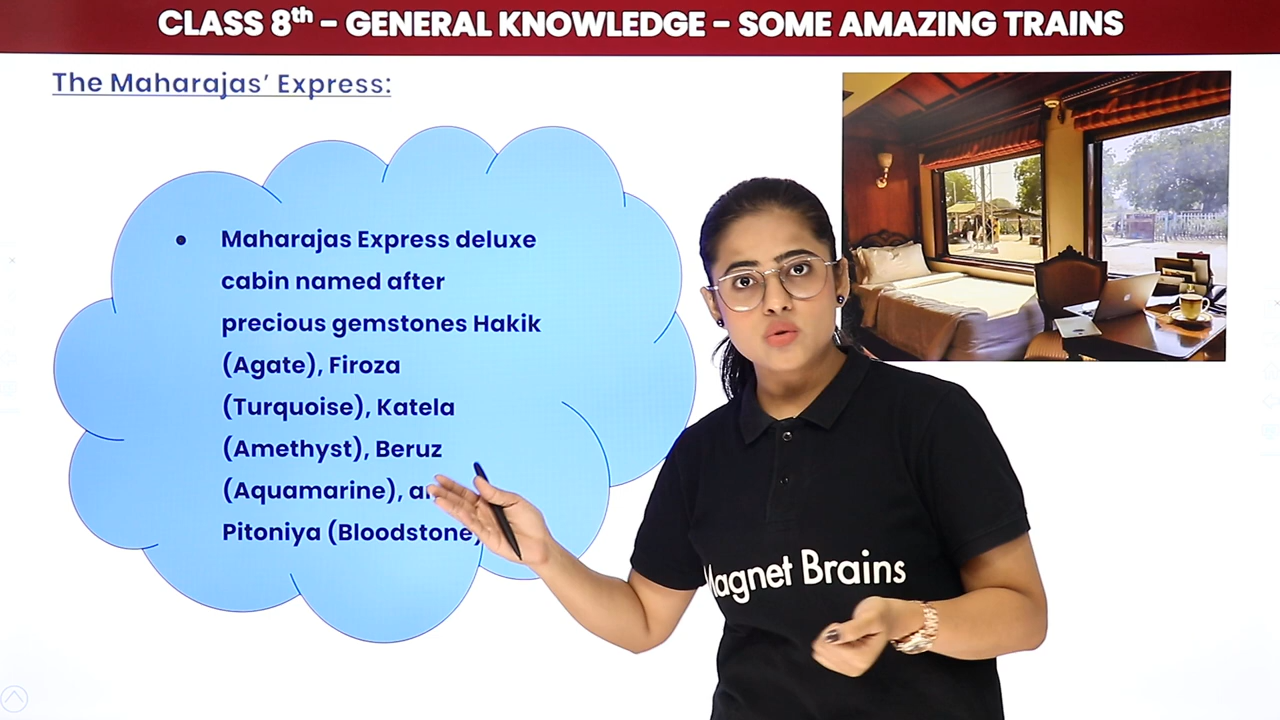 CLASS 8th – GENERAL KNOWLEDGE – SOME AMAZING TRAINS
The Maharajas’ Express:
• Maharajas Express deluxe
cabin named after
precious gemstones Hakik
(Agate), Firoza
(Turquoise), Katela
(Amethyst), Beruz
(Aquamarine),
Pitoniya (Bloodstone)
Magnet Brains